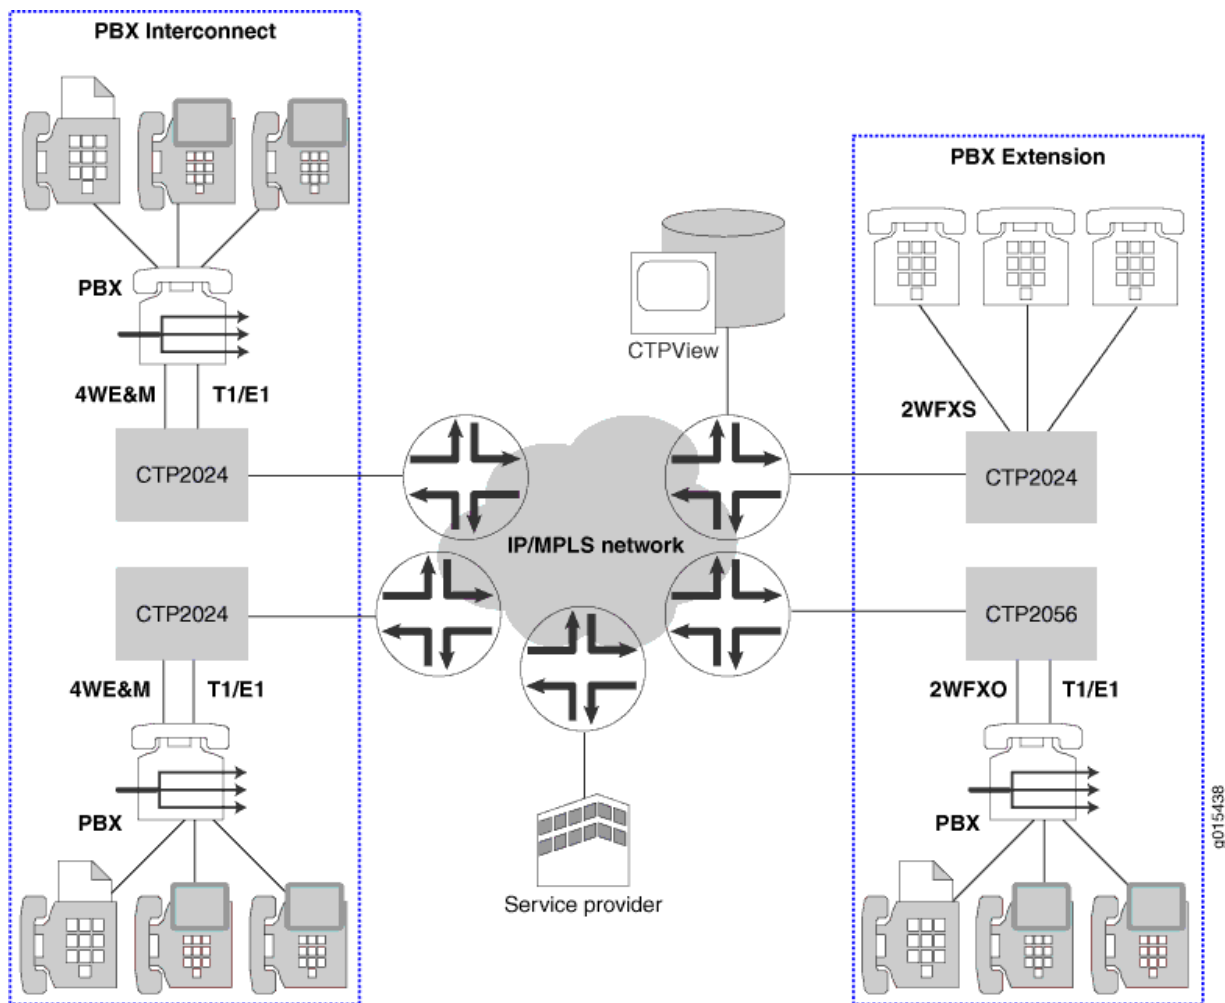 PBX Interconnect
PBX
4WE&M
T1/E1
CTP2024
CTP2024
4WE&M
T1/E1
PBX
CTPView
IP/MPLS network
Service provider
PBX Extension
2WFXS
CTP2024
CTP2056
2WFXO
T1/E1
PBX
g015438